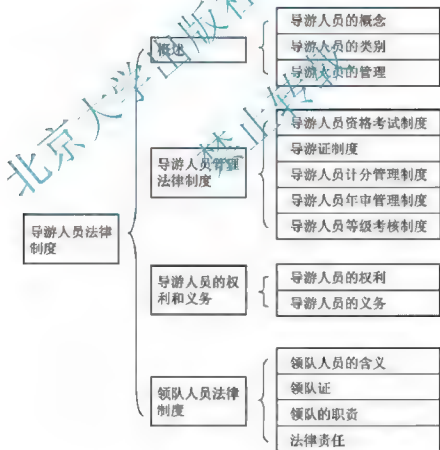 概述
导游人员的概念
导游人员的类别
导游人员的管理
导游人员管理
法律制度
导游人员资格考试制度
导游证制度
导游人员计分管理制度
导游人员年审管理制度
导游人员等级考核制度
导游人员法律
制度
导游人员的权
利和义务
导游人员的权利
导游人员的义务
领队人员法律
制度
领队人员的含义
领队证
领队的职责
法律责任
北京大学出版社
禁止转载